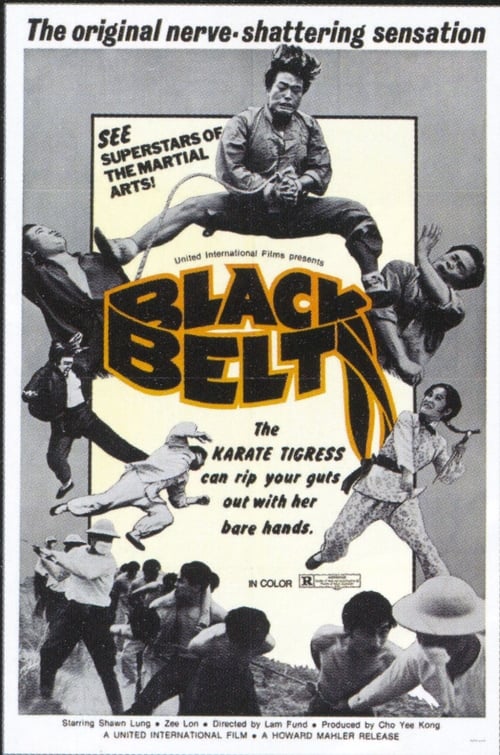 The original nerve-shattering sensation
SEE
SUPERSTARS OF
THE MARTIAL
ARTS!
United International Films presents
BLACK
BELT
The
KARATE TIGRESS
can rip your guts
out with her
bare hands.
IN COLOR R
Starring Shawn Lung • Zee Lon • Directed by Lam Fund • Produced by Cho Yee Kong
A UNITED INTERNATIONAL FILM • A HOWARD MAHLER RELEASE